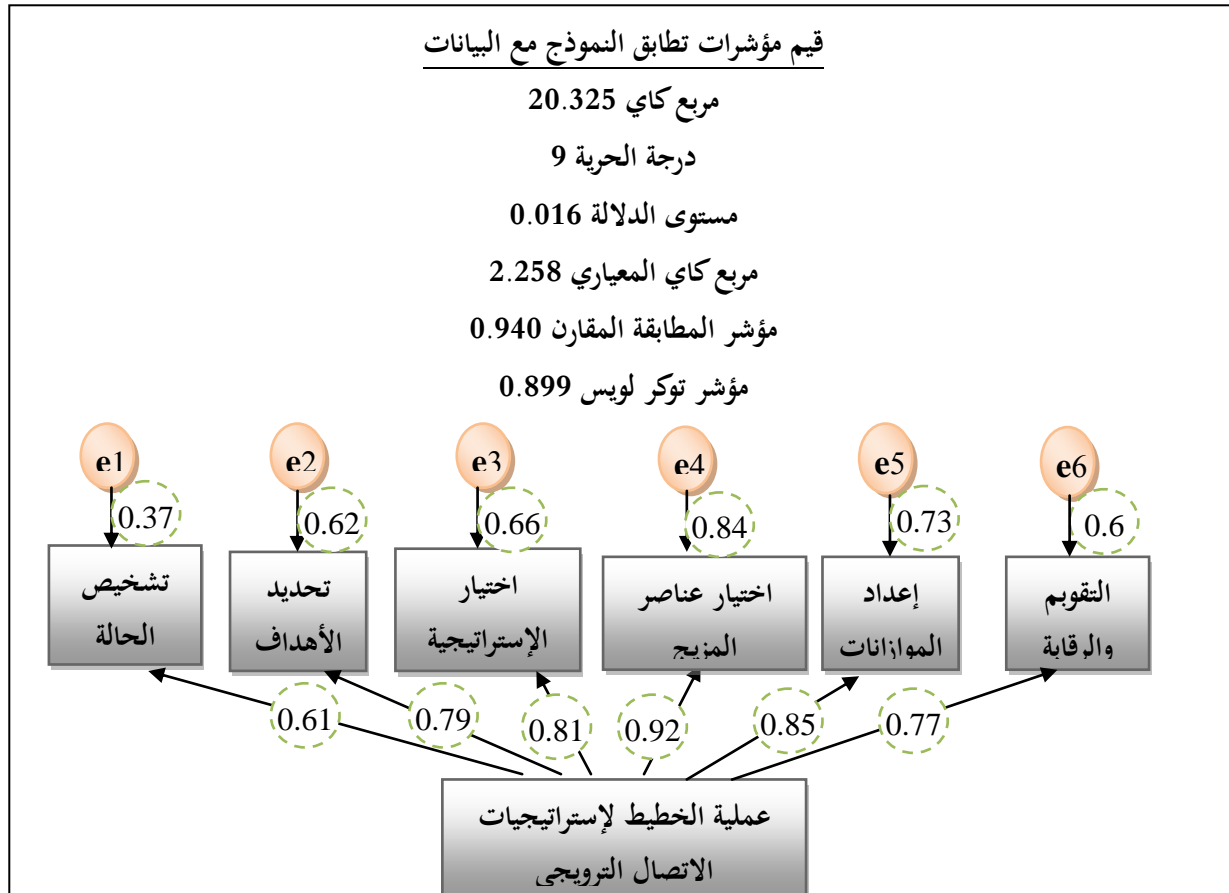 قيم مؤشرات تطابق النموذج مع البيانات
مربع كاي 20.325
درجة الحرية 9
مستوى الدلالة 0.016
مربع كاي المعياري 2.258
مؤشر المطابقة المقارن 0.940
مؤشر توكر لويس 0.899
e1 e2 e3 e4 e5 e6
0.37 0.62 0.66 0.84 0.73 0.6
تشخيص
الحالة
تحديد
الأهداف
اختيار
الإستراتيجية
اختيار عناصر
المزيج
إعداد
الموازانات
التقويم
والرقابة
0.61 0.79 0.81 0.92 0.85 0.77
عملية الخطيط لإستراتيجيات
الاتصال الترويجي